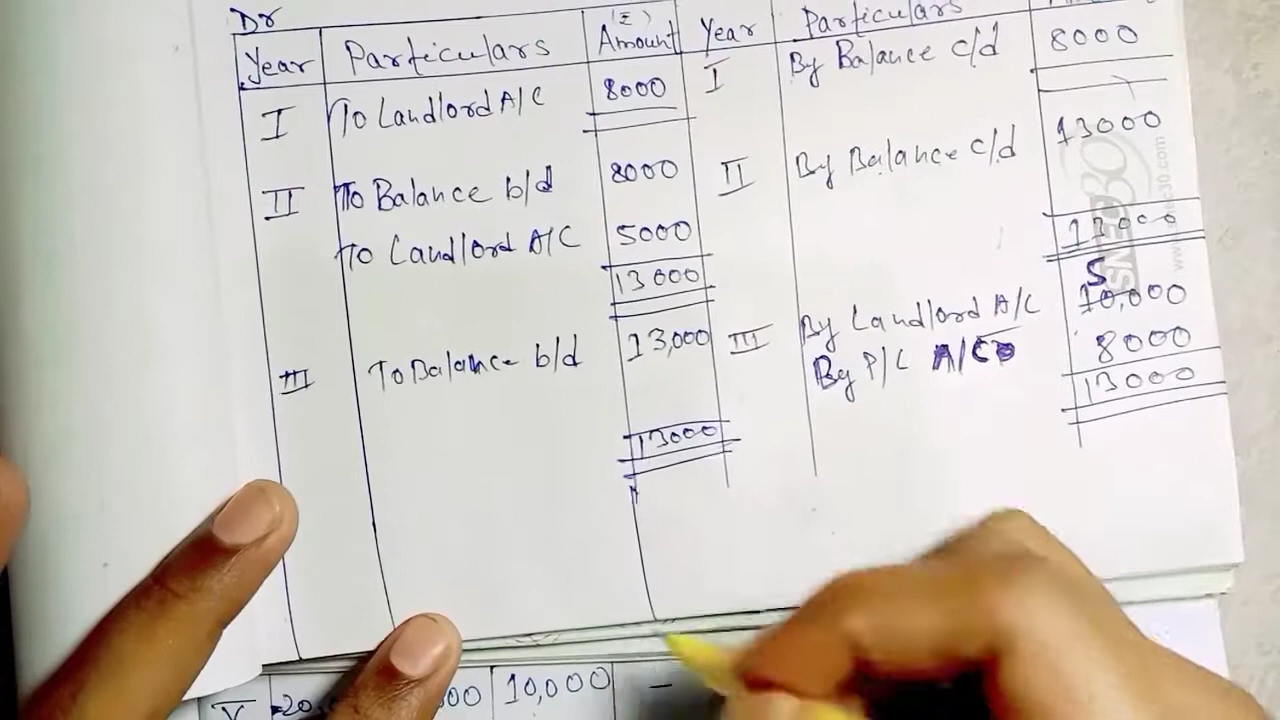 Dr
Year Particulars (₹) Amount Year Particulars
I To Landlord A/C 8000 I By Balance c/d 8000
II To Balance b/d 8000 II By Balance c/d 13000
To Landlord A/C 5000
13000 13000
III To Balance b/d 13,000 III By Landlord A/C 5
10,000
By P/L A/C 8000
13000 13000
V 20, 00 10,000 -